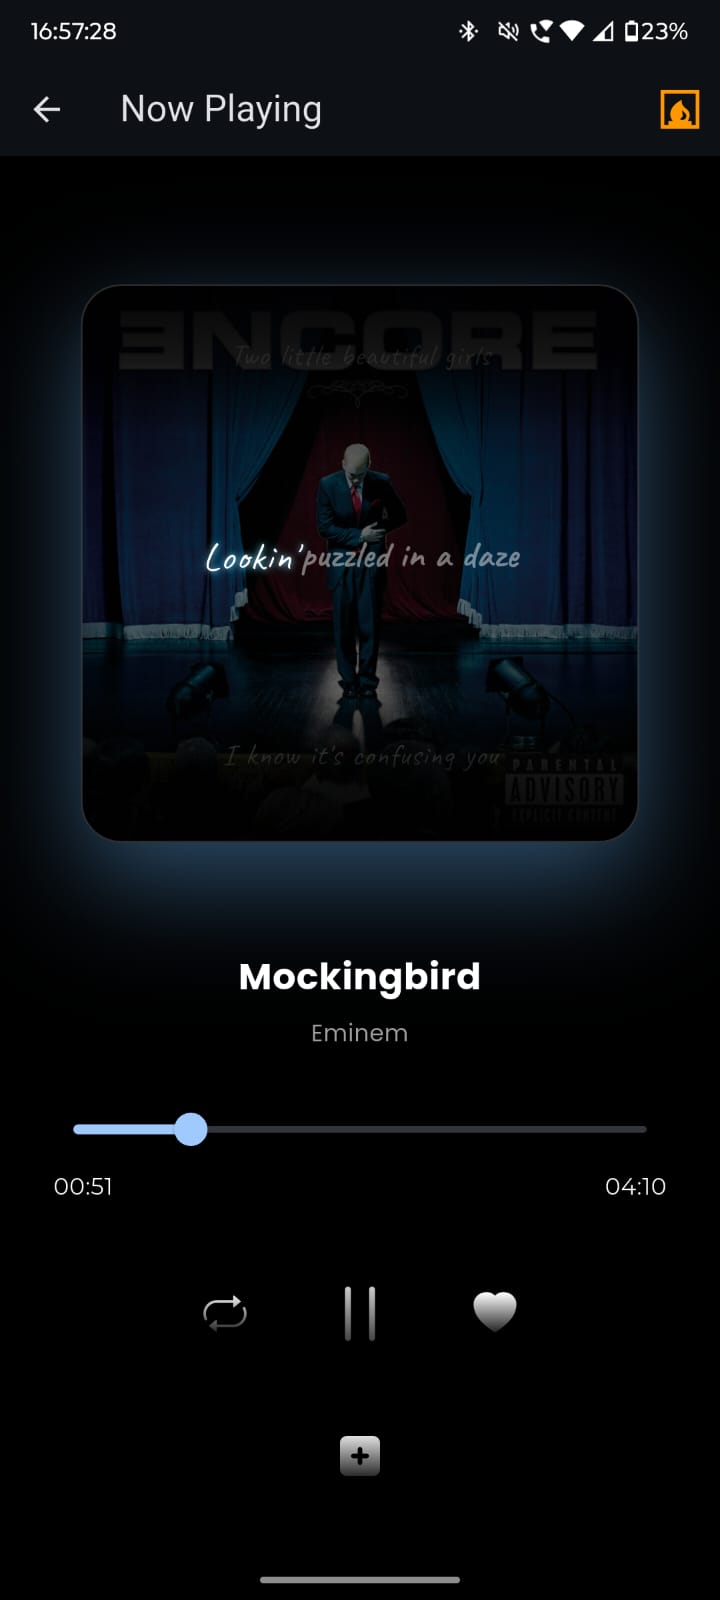 16:57:28
23%
Now Playing
ENCORE
Two little beautiful girls
Lookin' puzzled in a daze
I know it's confusing you
PARENTAL
ADVISORY
EXPLICIT CONTENT
Mockingbird
Eminem
00:51
04:10